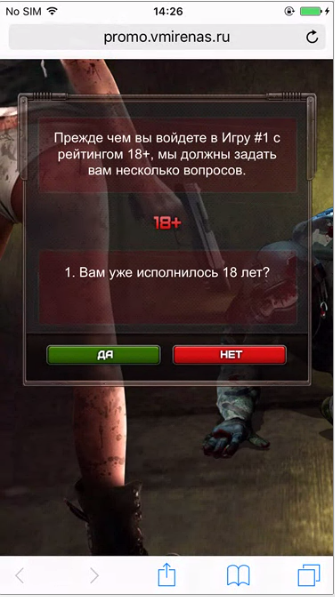 No SIM 14:26
promo.vmirenas.ru
Прежде чем вы войдете в Игру #1 с
рейтингом 18+, мы должны задать
вам несколько вопросов.
18+
1. Вам уже исполнилось 18 лет?
ДА НЕТ